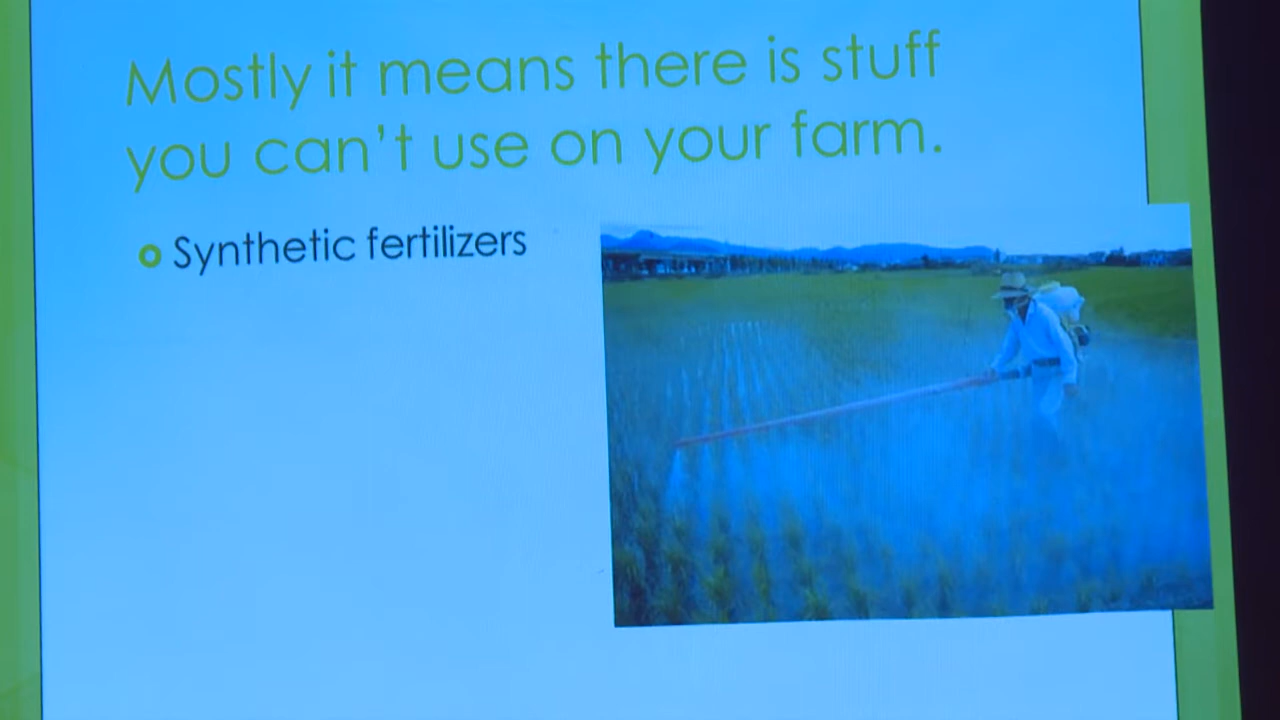 Mostly it means there is stuff
you can't use on your farm.
Synthetic fertilizers